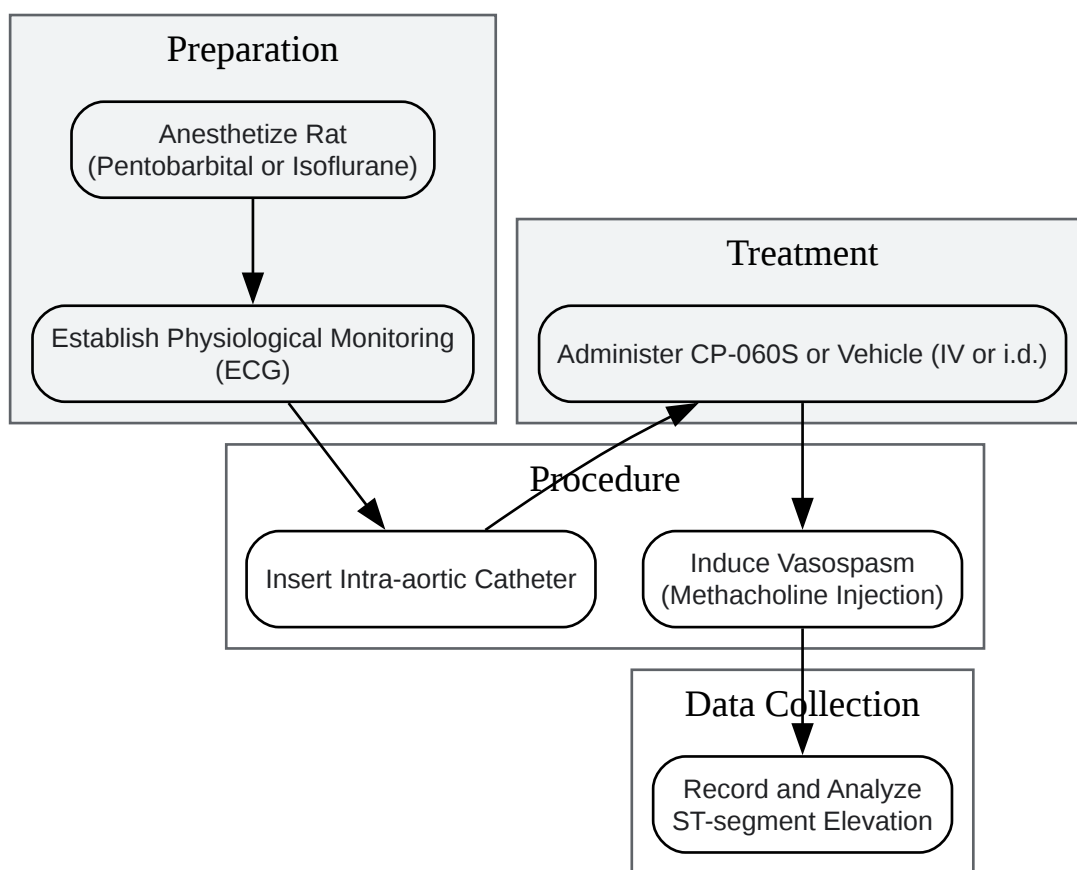 Preparation
Anesthetize Rat
(Pentobarbital or Isoflurane)
Establish Physiological Monitoring
(ECG)
Treatment
Administer CP-060S or Vehicle (IV or i.d.)
Procedure
Insert Intra-aortic Catheter
Induce Vasospasm
(Methacholine Injection)
Data Collection
Record and Analyze
ST-segment Elevation